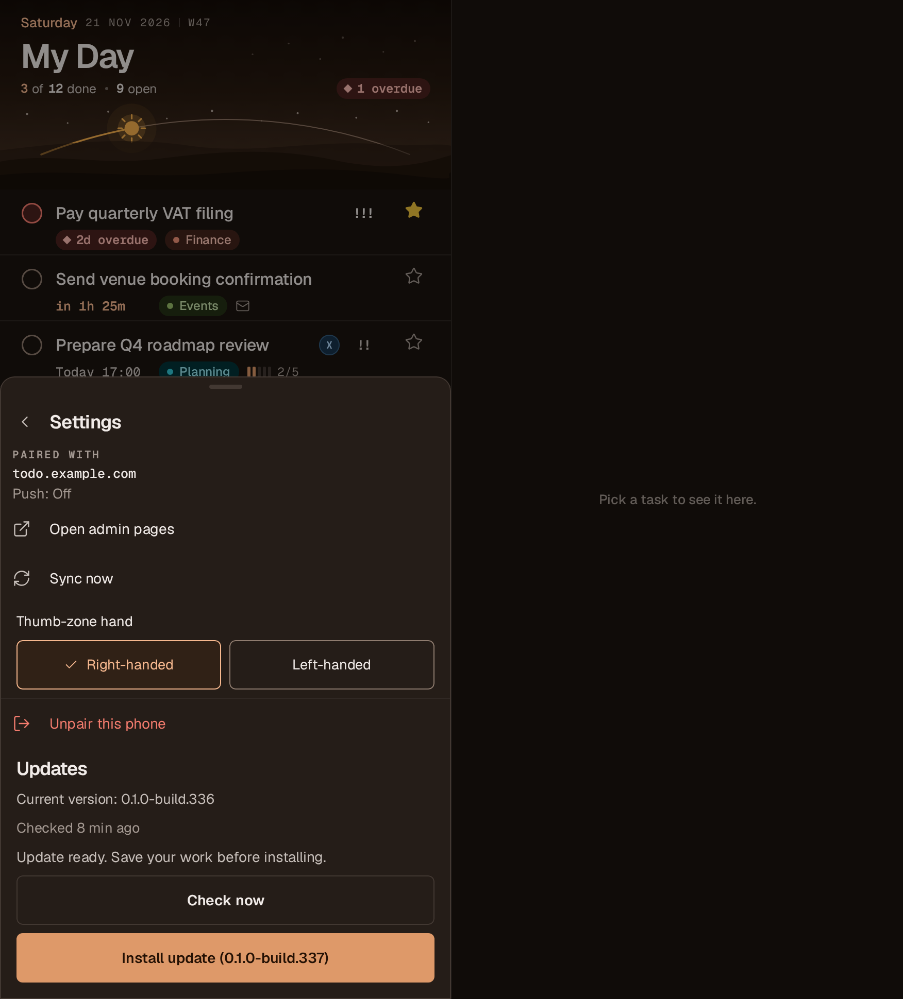 Saturday 21 NOV 2026 | W47
My Day
3 of 12 done • 9 open
1 overdue
Pay quarterly VAT filing !!!
2d overdue Finance
Send venue booking confirmation
in 1h 25m Events
Prepare Q4 roadmap review X !!
Today 17:00 Planning 2/5
Settings
PAIRED WITH
todo.example.com
Push: Off
Open admin pages
Sync now
Thumb-zone hand
Right-handed Left-handed
Unpair this phone
Updates
Current version: 0.1.0-build.336
Checked 8 min ago
Update ready. Save your work before installing.
Check now
Install update (0.1.0-build.337)
Pick a task to see it here.